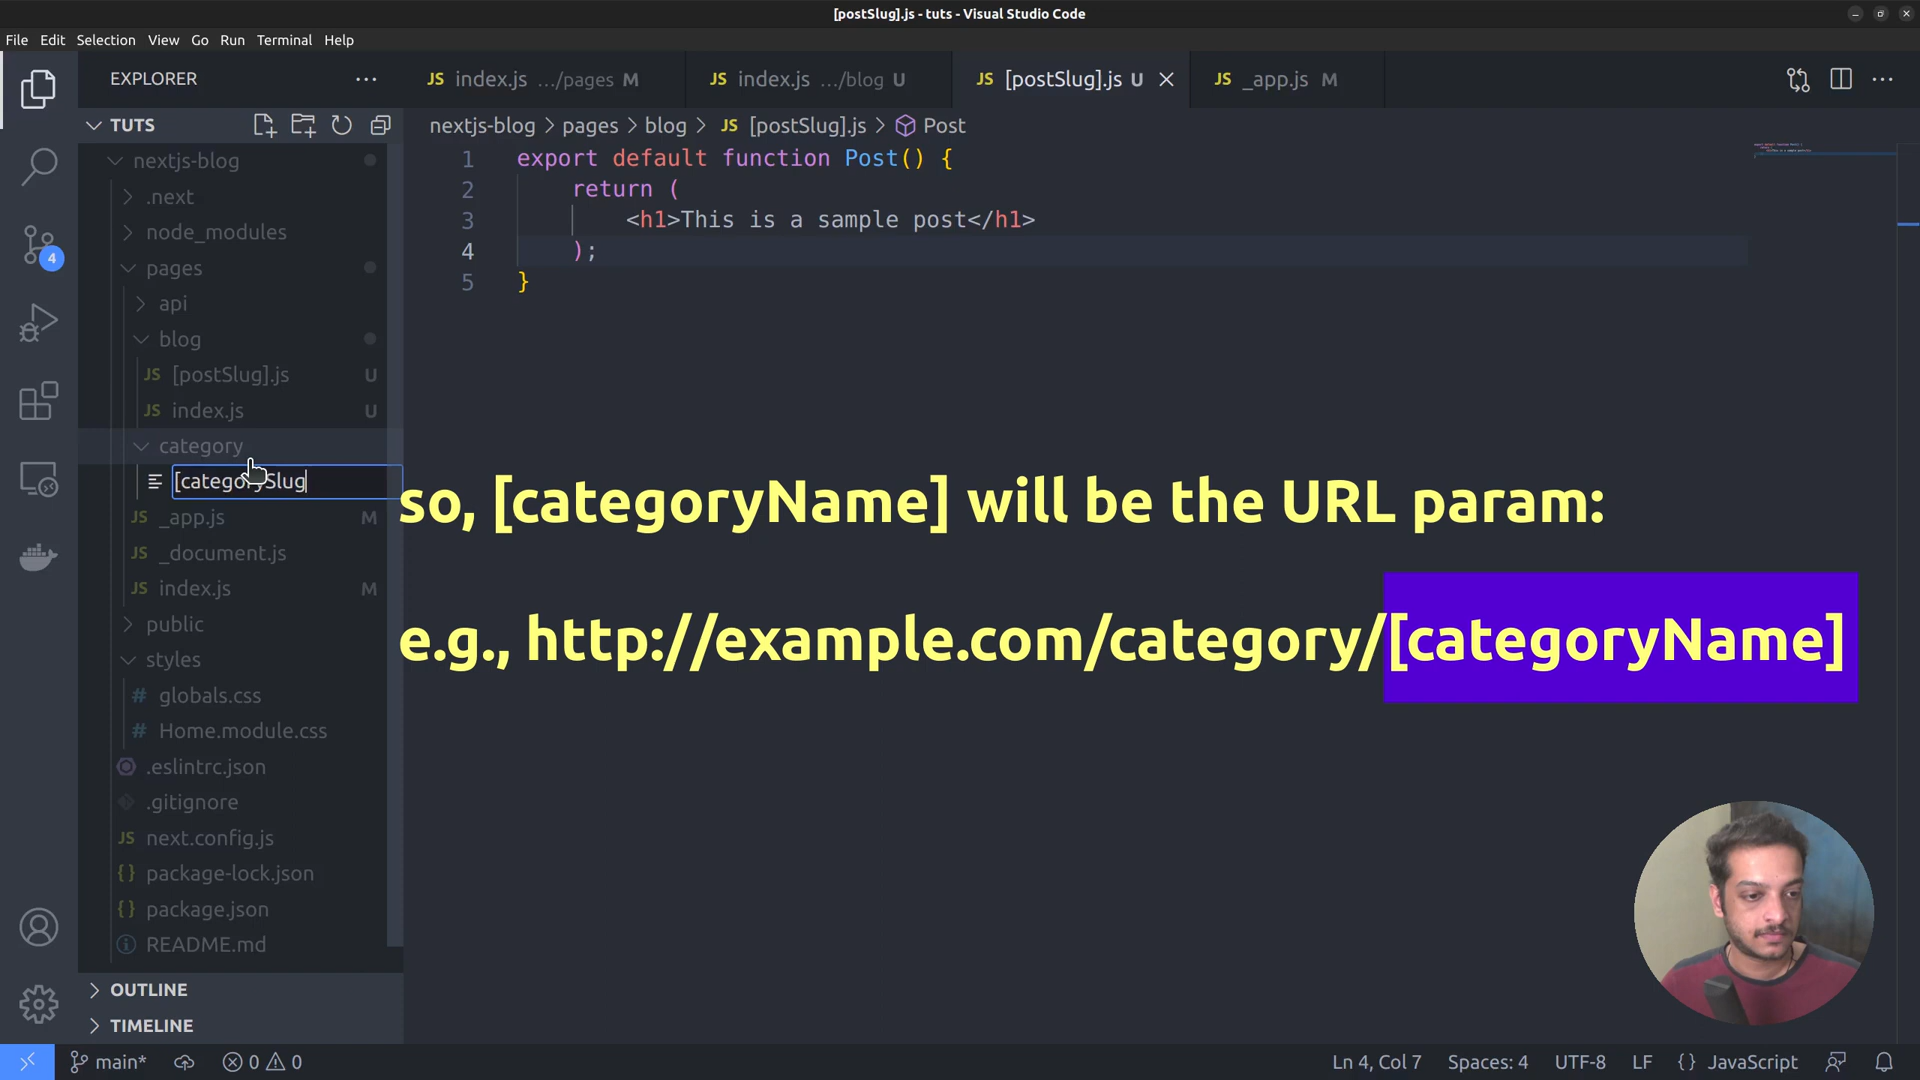 [postSlug].js - tuts - Visual Studio Code
File Edit Selection View Go Run Terminal Help
EXPLORER
index.js .../pages M
index.js .../blog U
[postSlug].js U
_app.js M
TUTS
nextjs-blog > pages > blog > JS [postSlug].js > Post
nextjs-blog
.next
node_modules
pages
api
blog
JS [postSlug].js U
JS index.js U
category
[categorySlug
JS _app.js M
JS _document.js
JS index.js M
public
styles
# globals.css
# Home.module.css
.eslintrc.json
.gitignore
JS next.config.js
{} package-lock.json
{} package.json
README.md
OUTLINE
TIMELINE
4
1 export default function Post() {
2 return (
3 <h1>This is a sample post</h1>
4 );
5 }
so, [categoryName] will be the URL param:
e.g., http://example.com/category/[categoryName]
main* 0 0
Ln 4, Col 7 Spaces: 4 UTF-8 LF {} JavaScript